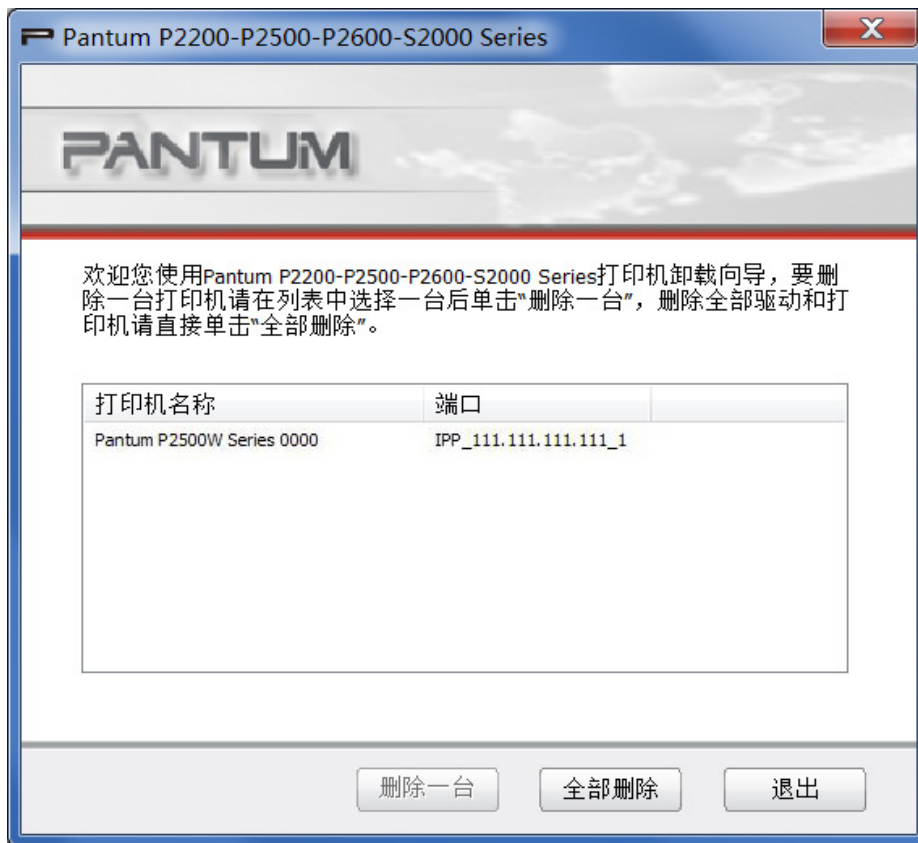 Pantum P2200-P2500-P2600-S2000 Series
PANTUM
欢迎您使用Pantum P2200-P2500-P2600-S2000 Series打印机卸载向导，要删
除一台打印机请在列表中选择一台后单击“删除一台”，删除全部驱动和打
印机请直接单击“全部删除”。
打印机名称 端口
Pantum P2500W Series 0000 IPP_111.111.111.111_1
删除一台 全部删除 退出